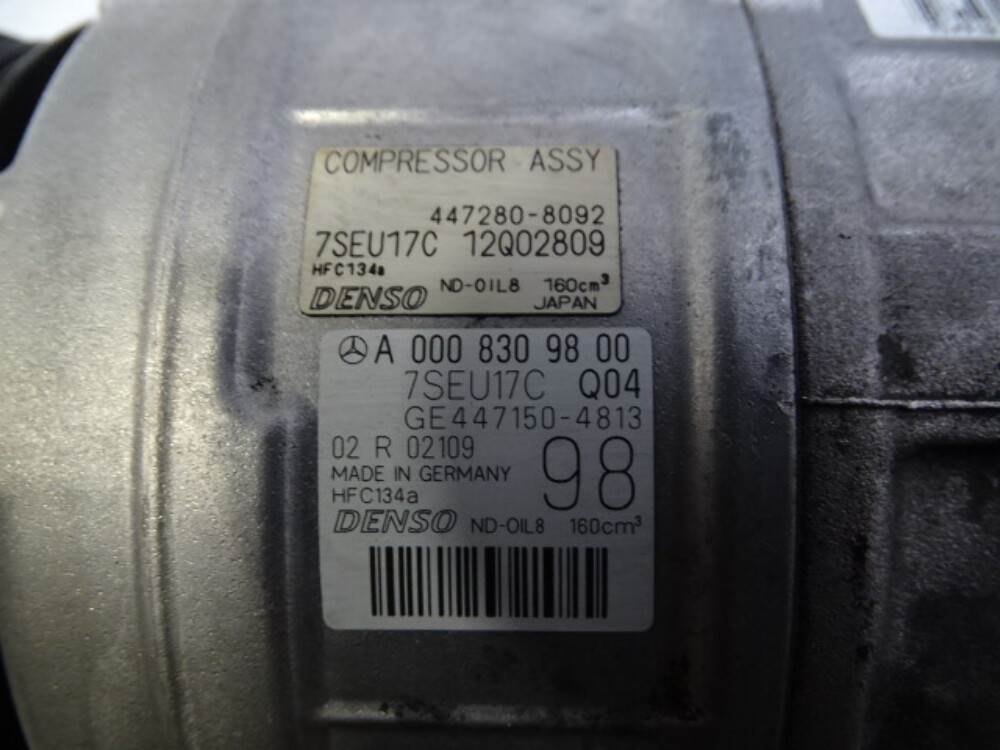 COMPRESSOR ASSY
447280-8092
7SEU17C 12Q02809
HFC134a
DENSO ND-OIL8 160cm³
JAPAN
A 000 830 98 00
7SEU17C Q04
GE447150-4813
02 R 02109
98
MADE IN GERMANY
HFC134a
DENSO ND-OIL8 160cm³